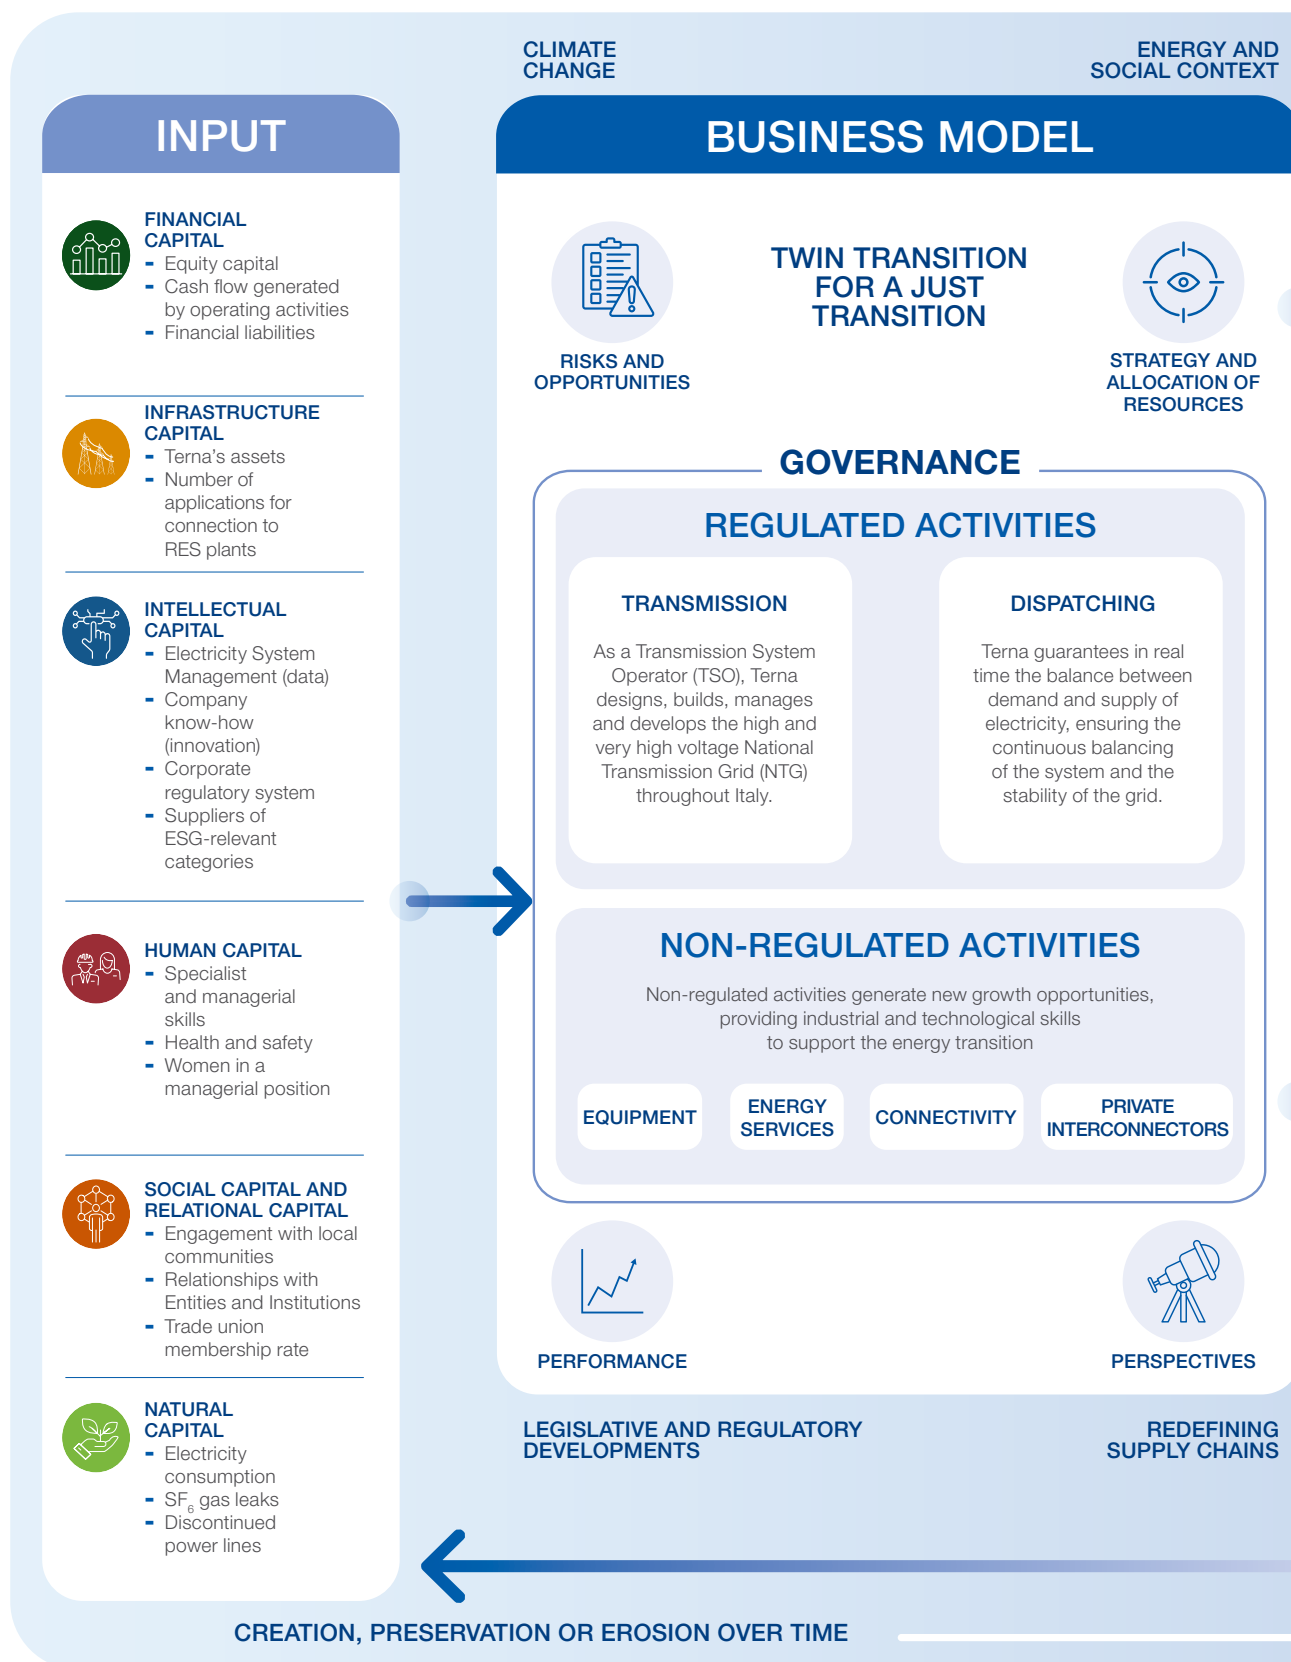 CLIMATE
CHANGE
ENERGY AND
SOCIAL CONTEXT
INPUT
FINANCIAL
CAPITAL
- Equity capital
- Cash flow generated
by operating activities
- Financial liabilities
INFRASTRUCTURE
CAPITAL
- Terna's assets
- Number of
applications for
connection to
RES plants
INTELLECTUAL
CAPITAL
- Electricity System
Management (data)
- Company
know-how
(innovation)
- Corporate
regulatory system
- Suppliers of
ESG-relevant
categories
HUMAN CAPITAL
- Specialist
and managerial
skills
- Health and safety
- Women in a
managerial position
SOCIAL CAPITAL AND
RELATIONAL CAPITAL
- Engagement with local
communities
- Relationships with
Entities and Institutions
- Trade union
membership rate
NATURAL
CAPITAL
- Electricity
consumption
- SF6 gas leaks
- Discontinued
power lines
BUSINESS MODEL
RISKS AND
OPPORTUNITIES
TWIN TRANSITION
FOR A JUST
TRANSITION
STRATEGY AND
ALLOCATION OF
RESOURCES
GOVERNANCE
REGULATED ACTIVITIES
TRANSMISSION
As a Transmission System
Operator (TSO), Terna
designs, builds, manages
and develops the high and
very high voltage National
Transmission Grid (NTG)
throughout Italy.
DISPATCHING
Terna guarantees in real
time the balance between
demand and supply of
electricity, ensuring the
continuous balancing
of the system and the
stability of the grid.
NON-REGULATED ACTIVITIES
Non-regulated activities generate new growth opportunities,
providing industrial and technological skills
to support the energy transition
EQUIPMENT
ENERGY
SERVICES
CONNECTIVITY
PRIVATE
INTERCONNECTORS
PERFORMANCE
PERSPECTIVES
LEGISLATIVE AND REGULATORY
DEVELOPMENTS
REDEFINING
SUPPLY CHAINS
CREATION, PRESERVATION OR EROSION OVER TIME